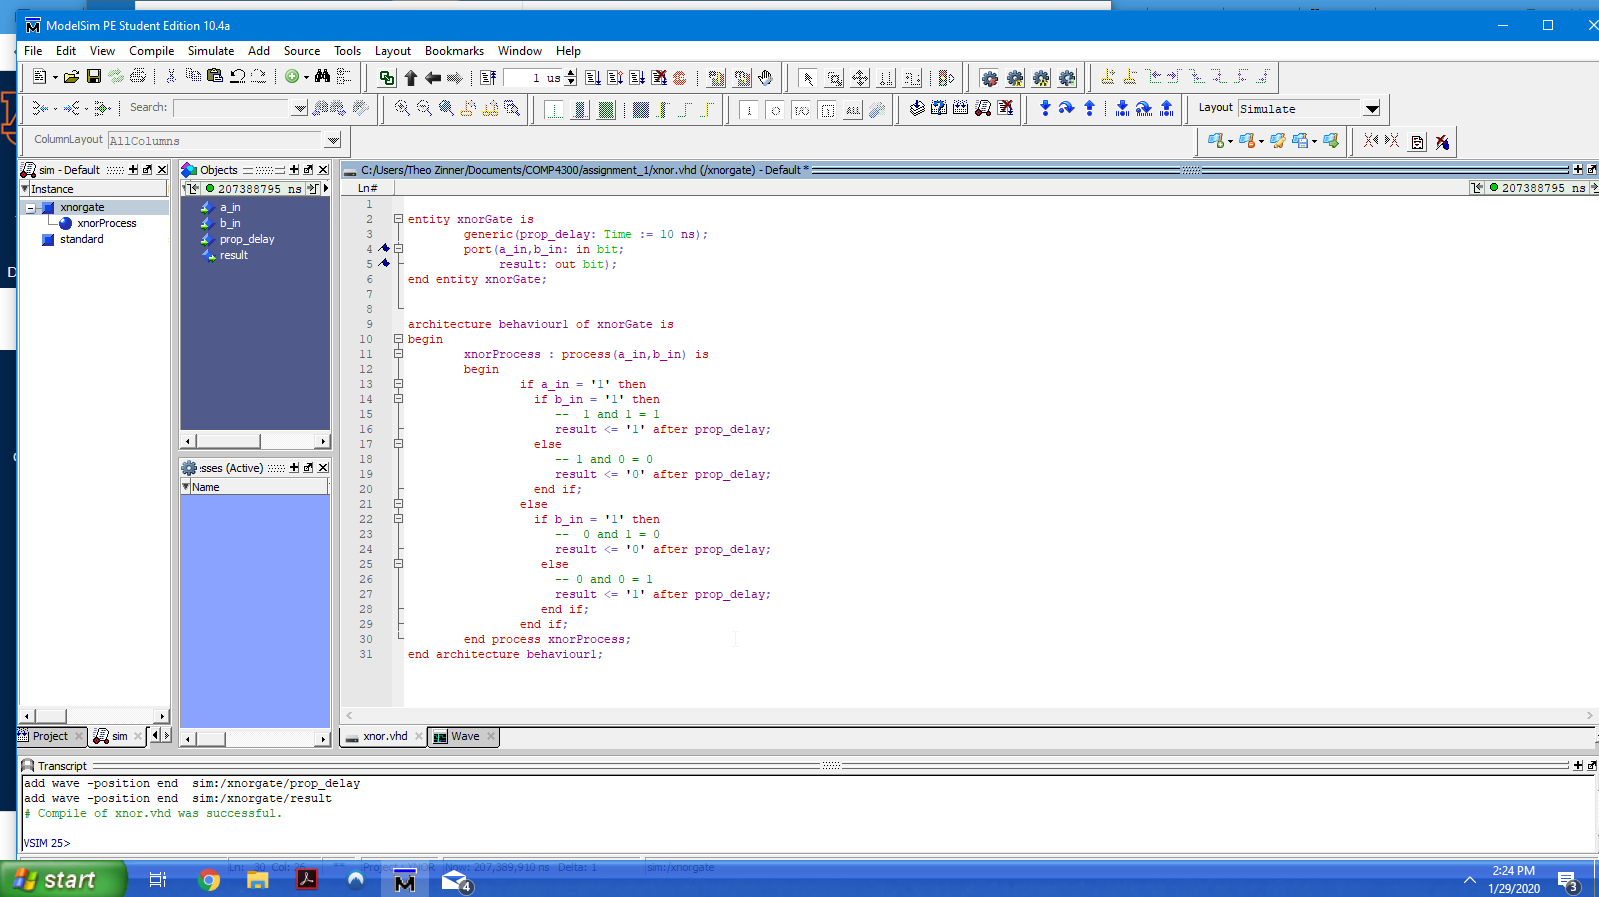 ModelSim PE Student Edition 10.4a
File Edit View Compile Simulate Add Source Tools Layout Bookmarks Window Help
1 us
Search:
Layout Simulate
ColumnLayout AllColumns
sim - Default
Instance
xnorgate
xnorProcess
standard
Objects
207388795 ns
a_in
b_in
prop_delay
result
esses (Active)
Name
C:/Users/Theo Zinner/Documents/COMP4300/assignment_1/xnor.vhd (/xnorgate) - Default *
Ln#
207388795 ns
1
2 entity xnorGate is
3 generic(prop_delay: Time := 10 ns);
4 port(a_in,b_in: in bit;
5 result: out bit);
6 end entity xnorGate;
7
8
9 architecture behaviour1 of xnorGate is
10 begin
11 xnorProcess : process(a_in,b_in) is
12 begin
13 if a_in = '1' then
14 if b_in = '1' then
15 -- 1 and 1 = 1
16 result <= '1' after prop_delay;
17 else
18 -- 1 and 0 = 0
19 result <= '0' after prop_delay;
20 end if;
21 else
22 if b_in = '1' then
23 -- 0 and 1 = 0
24 result <= '0' after prop_delay;
25 else
26 -- 0 and 0 = 1
27 result <= '1' after prop_delay;
28 end if;
29 end if;
30 end process xnorProcess;
31 end architecture behaviour1;
Project sim
xnor.vhd Wave
Transcript
add wave -position end sim:/xnorgate/prop_delay
add wave -position end sim:/xnorgate/result
# Compile of xnor.vhd was successful.
VSIM 25>
Ln: 30 Col: 26 ** Project : XNOR Now: 207,389,910 ns Delta: 1 sim:/xnorgate
start
4
2:24 PM
1/29/2020
3